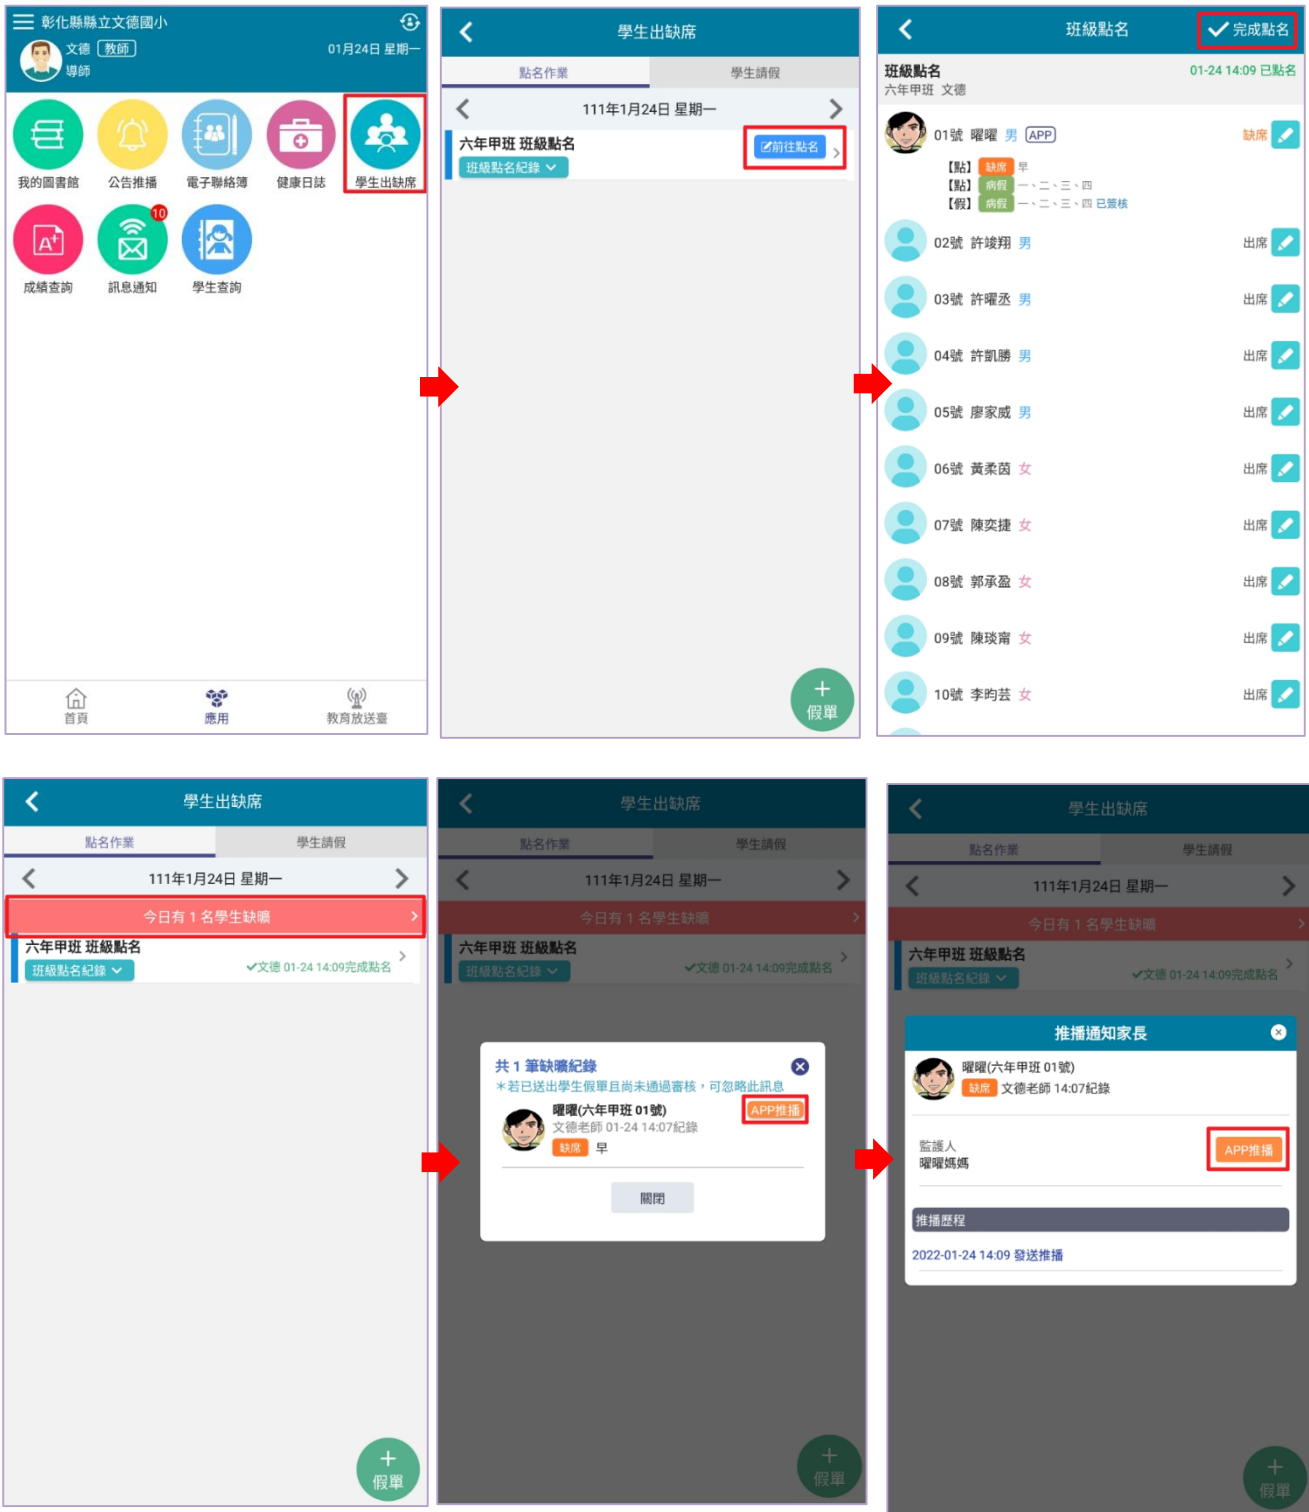 彰化縣縣立文德國小
文德 教師
導師
01月24日 星期一
我的圖書館 公告推播 電子聯絡簿 健康日誌 學生出缺席
10
成績查詢 訊息通知 學生查詢
首頁 應用 教育放送臺
學生出缺席
點名作業 學生請假
111年1月24日 星期一
六年甲班 班級點名
班級點名紀錄
前往點名
+
假單
班級點名
完成點名
班級點名
01-24 14:09 已點名
六年甲班 文德
01號 曜曜 男 APP 缺席
【點】 缺席 早
【點】 病假 一、二、三、四
【假】 病假 一、二、三、四 已簽核
02號 許竣翔 男 出席
03號 許曜丞 男 出席
04號 許凱勝 男 出席
05號 廖家威 男 出席
06號 黃柔茵 女 出席
07號 陳奕捷 女 出席
08號 郭承盈 女 出席
09號 陳琰甯 女 出席
10號 李昀芸 女 出席
學生出缺席
點名作業 學生請假
111年1月24日 星期一
今日有 1 名學生缺曠
六年甲班 班級點名
班級點名紀錄
文德 01-24 14:09完成點名
+
假單
學生出缺席
點名作業 學生請假
111年1月24日 星期一
今日有 1 名學生缺曠
六年甲班 班級點名
班級點名紀錄
文德 01-24 14:09完成點名
共 1 筆缺曠紀錄
＊若已送出學生假單且尚未通過審核，可忽略此訊息
曜曜(六年甲班 01號)
APP推播
文德老師 01-24 14:07紀錄
缺席 早
關閉
+
假單
學生出缺席
點名作業 學生請假
111年1月24日 星期一
今日有 1 名學生缺曠
六年甲班 班級點名
班級點名紀錄
文德 01-24 14:09完成點名
推播通知家長
曜曜(六年甲班 01號)
缺席 文德老師 14:07紀錄
監護人
曜曜媽媽
APP推播
推播歷程
2022-01-24 14:09 發送推播
+
假單